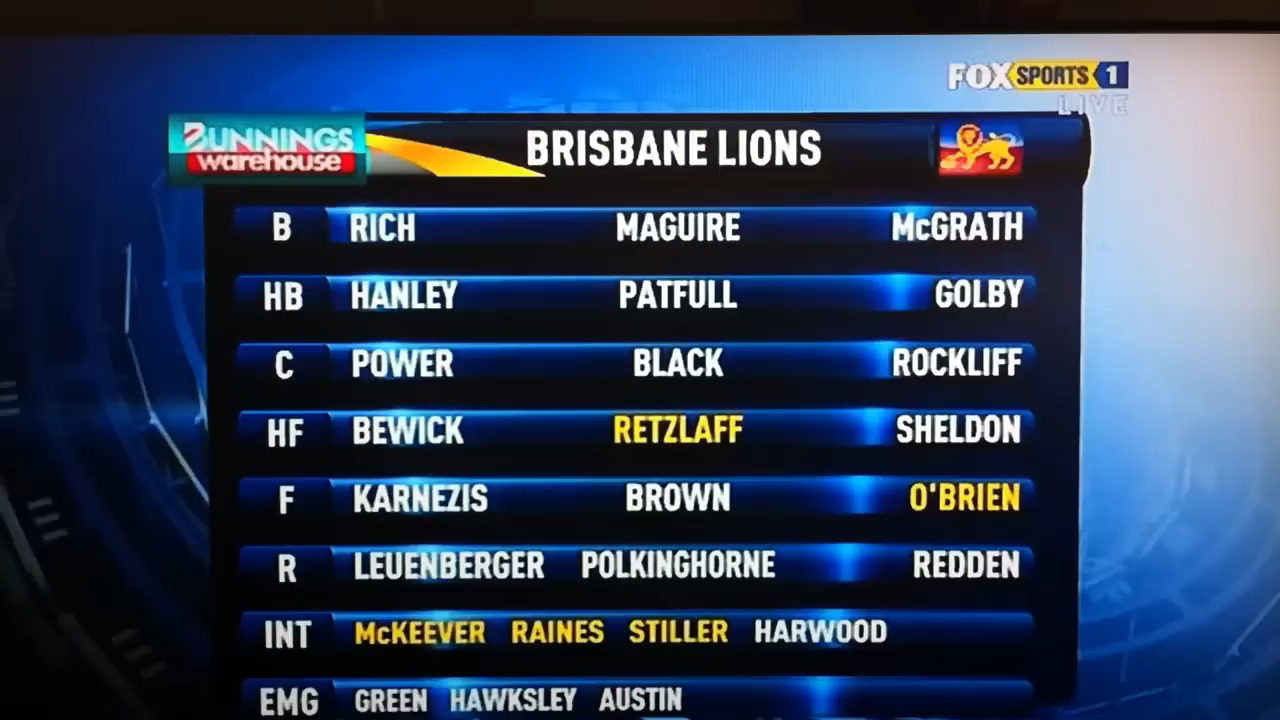 FOX SPORTS 1
LIVE
BUNNINGS
warehouse
BRISBANE LIONS
B RICH MAGUIRE McGRATH
HB HANLEY PATFULL GOLBY
C POWER BLACK ROCKLIFF
HF BEWICK RETZLAFF SHELDON
F KARNEZIS BROWN O'BRIEN
R LEUENBERGER POLKINGHORNE REDDEN
INT McKEEVER RAINES STILLER HARWOOD
EMG GREEN HAWKSLEY AUSTIN